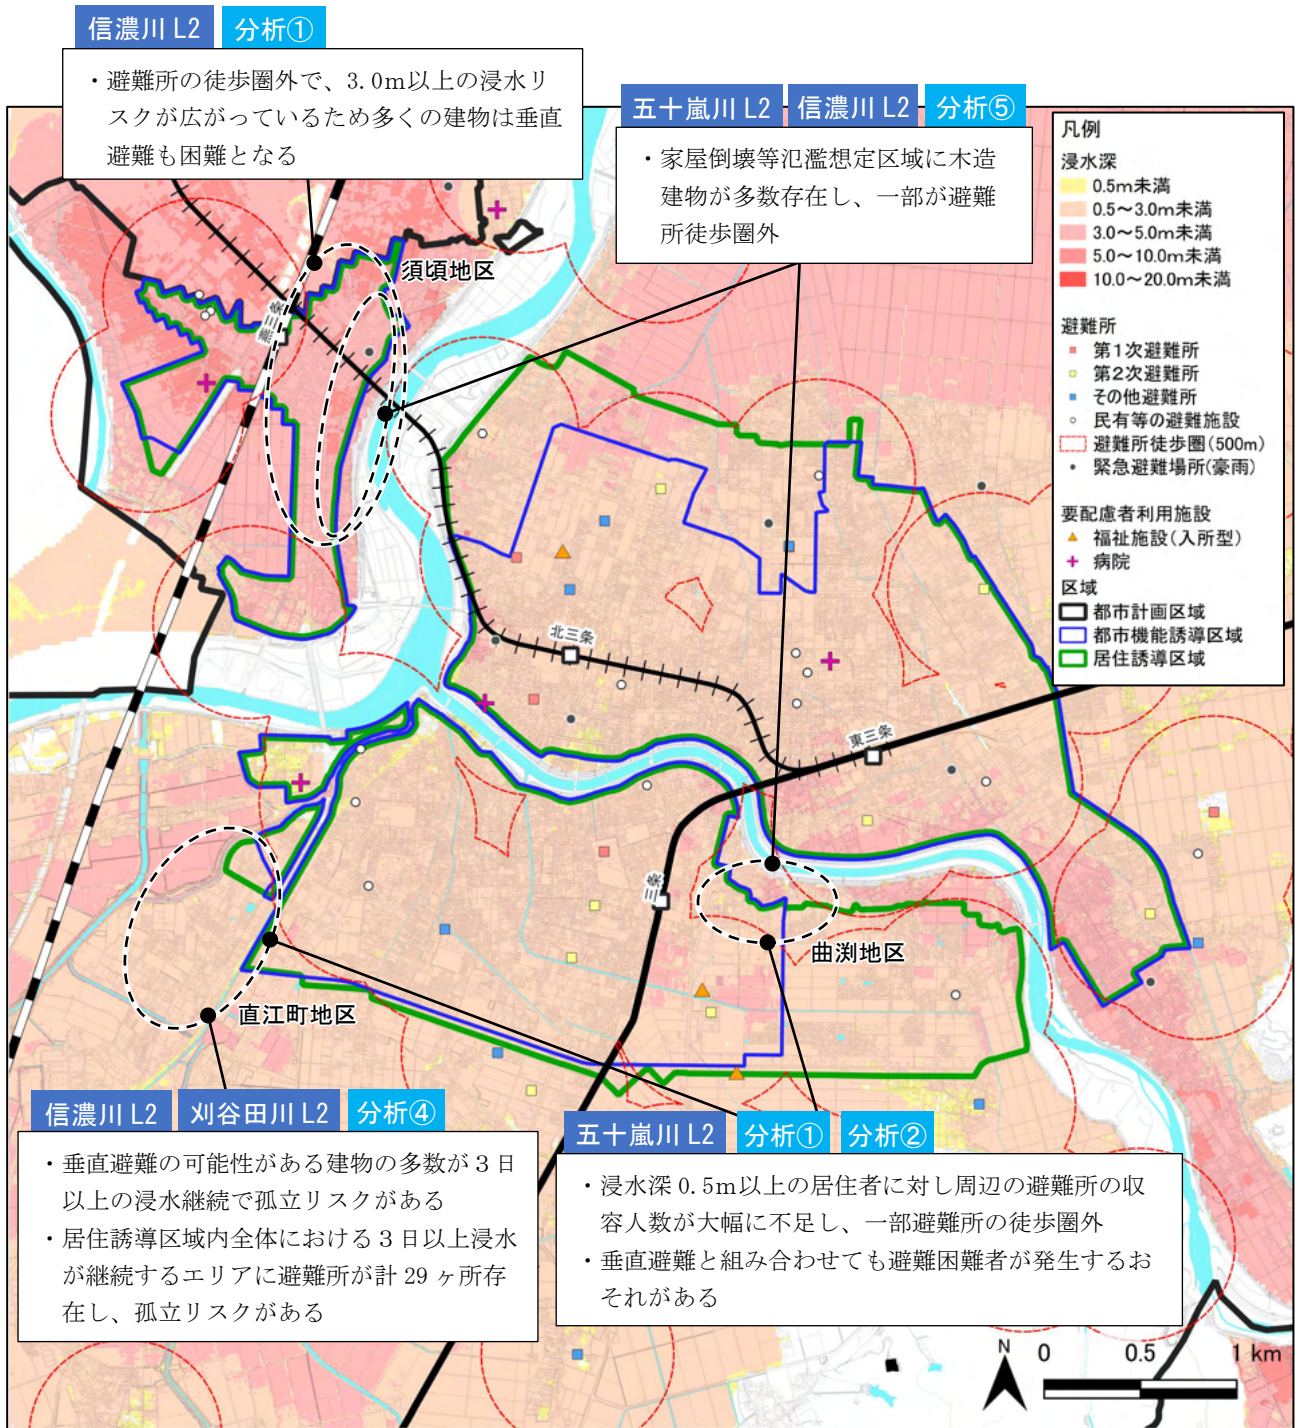 信濃川 L2 分析①
・避難所の徒歩圏外で、3.0m以上の浸水リ
スクが広がっているため多くの建物は垂直
避難も困難となる
五十嵐川 L2 信濃川 L2 分析⑤
・家屋倒壊等氾濫想定区域に木造
建物が多数存在し、一部が避難
所徒歩圏外
凡例
浸水深
0.5m未満
0.5～3.0m未満
3.0～5.0m未満
5.0～10.0m未満
10.0～20.0m未満
避難所
第1次避難所
第2次避難所
その他避難所
民有等の避難施設
避難所徒歩圏(500m)
緊急避難場所(豪雨)
要配慮者利用施設
福祉施設(入所型)
病院
区域
都市計画区域
都市機能誘導区域
居住誘導区域
須頃地区
燕三条
北三条
東三条
三条
曲渕地区
直江町地区
信濃川 L2 刈谷田川 L2 分析④
・垂直避難の可能性がある建物の多数が３日
以上の浸水継続で孤立リスクがある
・居住誘導区域内全体における３日以上浸水
が継続するエリアに避難所が計 29 ヶ所存
在し、孤立リスクがある
五十嵐川 L2 分析① 分析②
・浸水深 0.5m以上の居住者に対し周辺の避難所の収
容人数が大幅に不足し、一部避難所の徒歩圏外
・垂直避難と組み合わせても避難困難者が発生するお
それがある
N
0 0.5 1 km